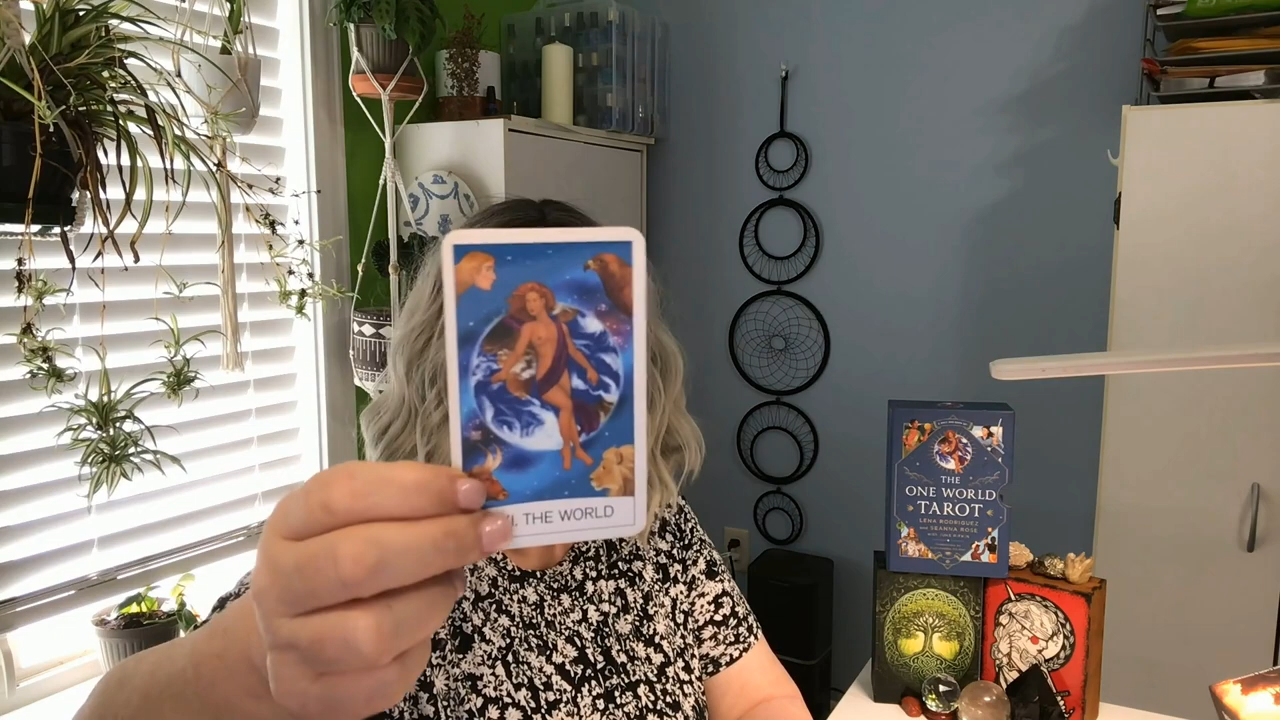 I. THE WORLD
THE
ONE WORLD
TAROT
LENA RODRIGUEZ
AND SEANNA ROSE